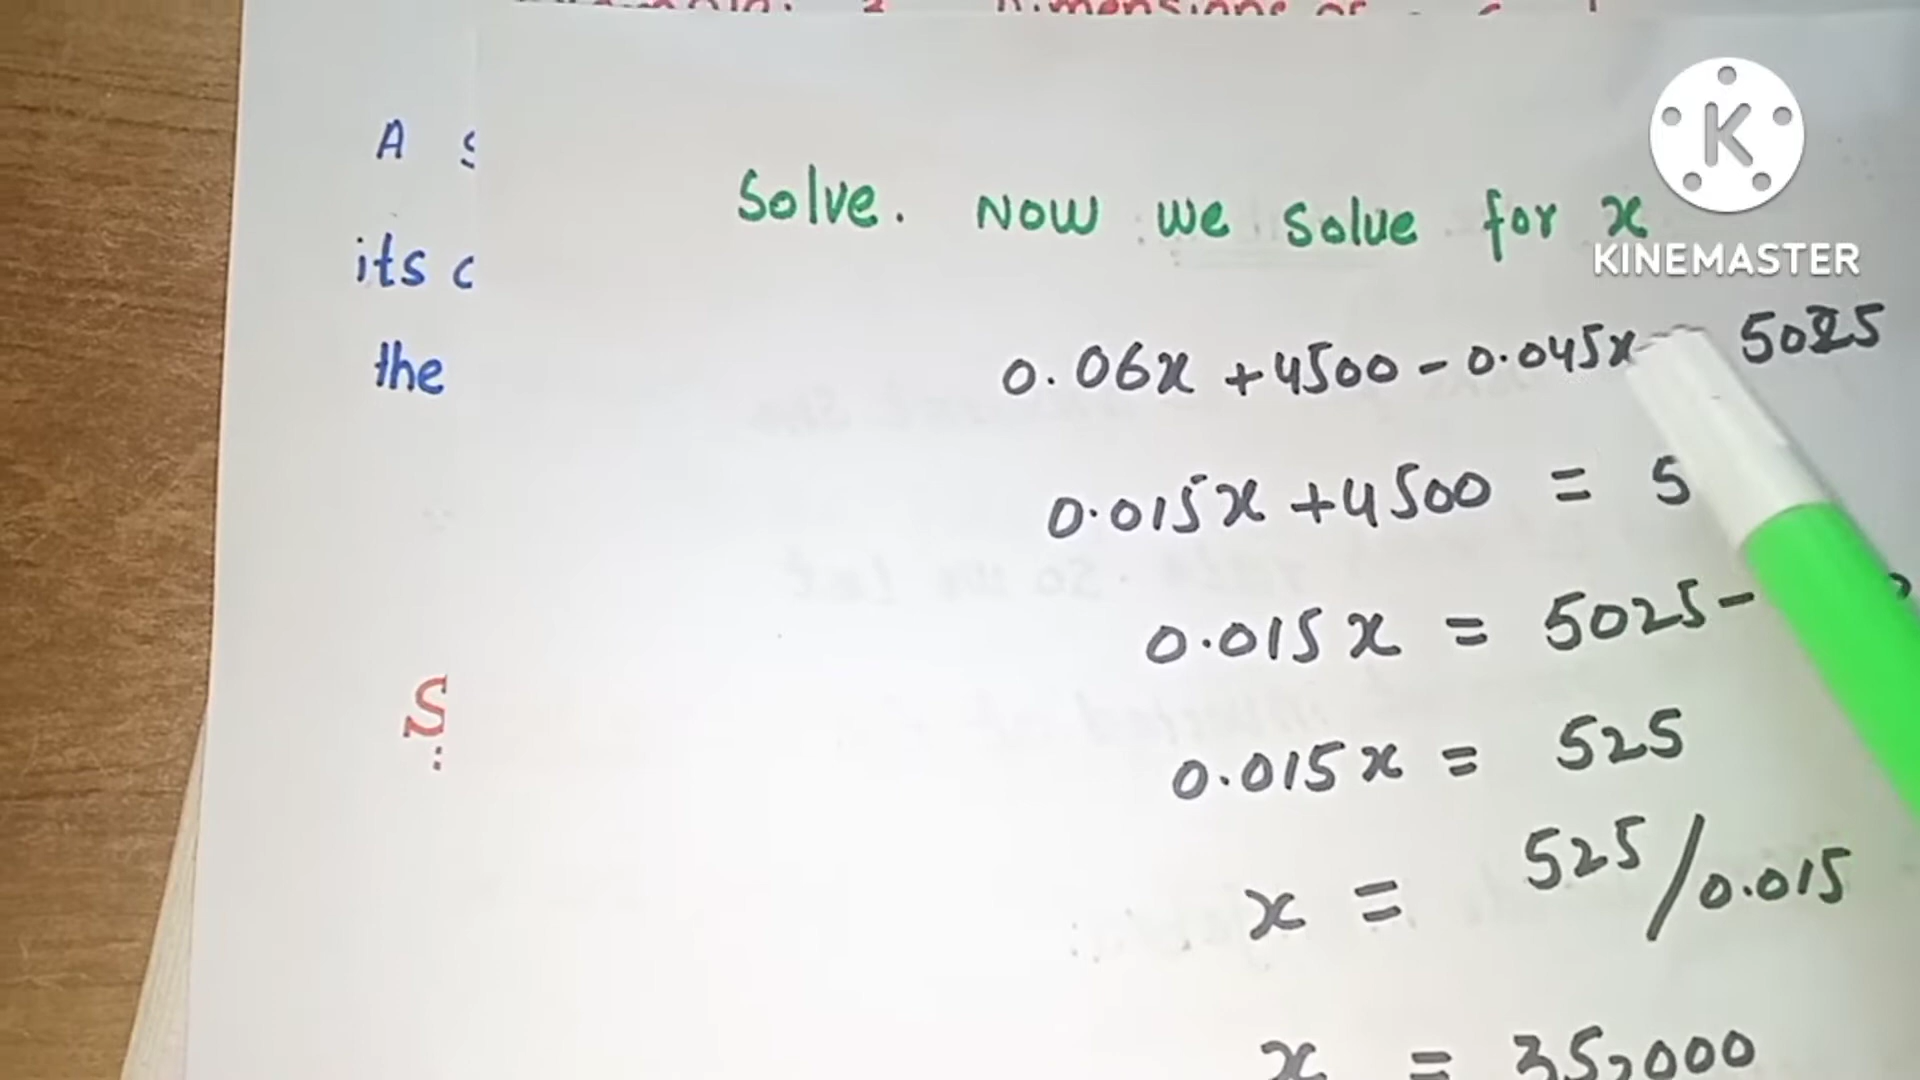 A
Solve. Now we solve for x
KINEMASTER
its
the
0.06x + 4500 - 0.045x = 5025
0.015x + 4500 = 5
0.015x = 5025 -
S
0.015x = 525
x = 525/0.015
x = 35,000